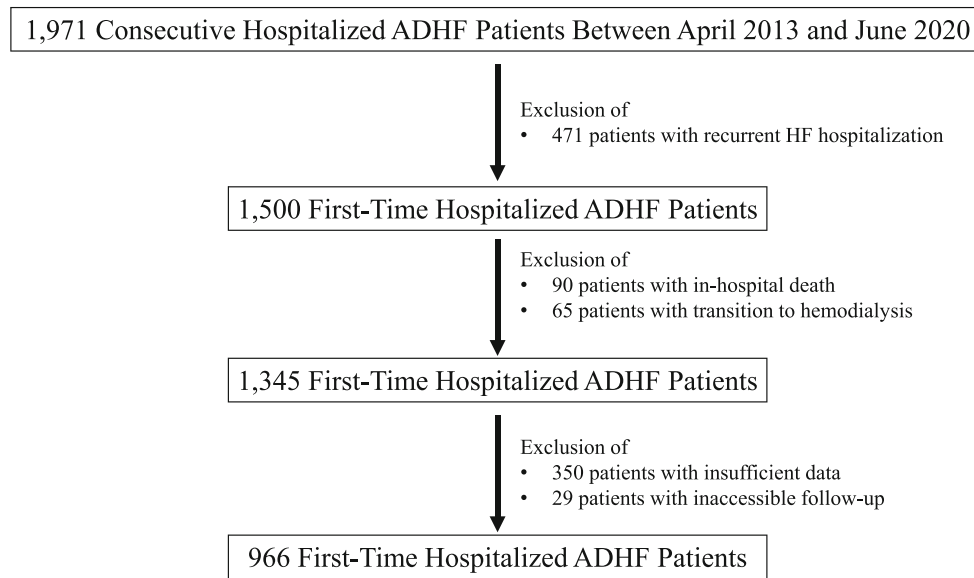 1,971 Consecutive Hospitalized ADHF Patients Between April 2013 and June 2020
Exclusion of
• 471 patients with recurrent HF hospitalization
1,500 First-Time Hospitalized ADHF Patients
Exclusion of
• 90 patients with in-hospital death
• 65 patients with transition to hemodialysis
1,345 First-Time Hospitalized ADHF Patients
Exclusion of
• 350 patients with insufficient data
• 29 patients with inaccessible follow-up
966 First-Time Hospitalized ADHF Patients